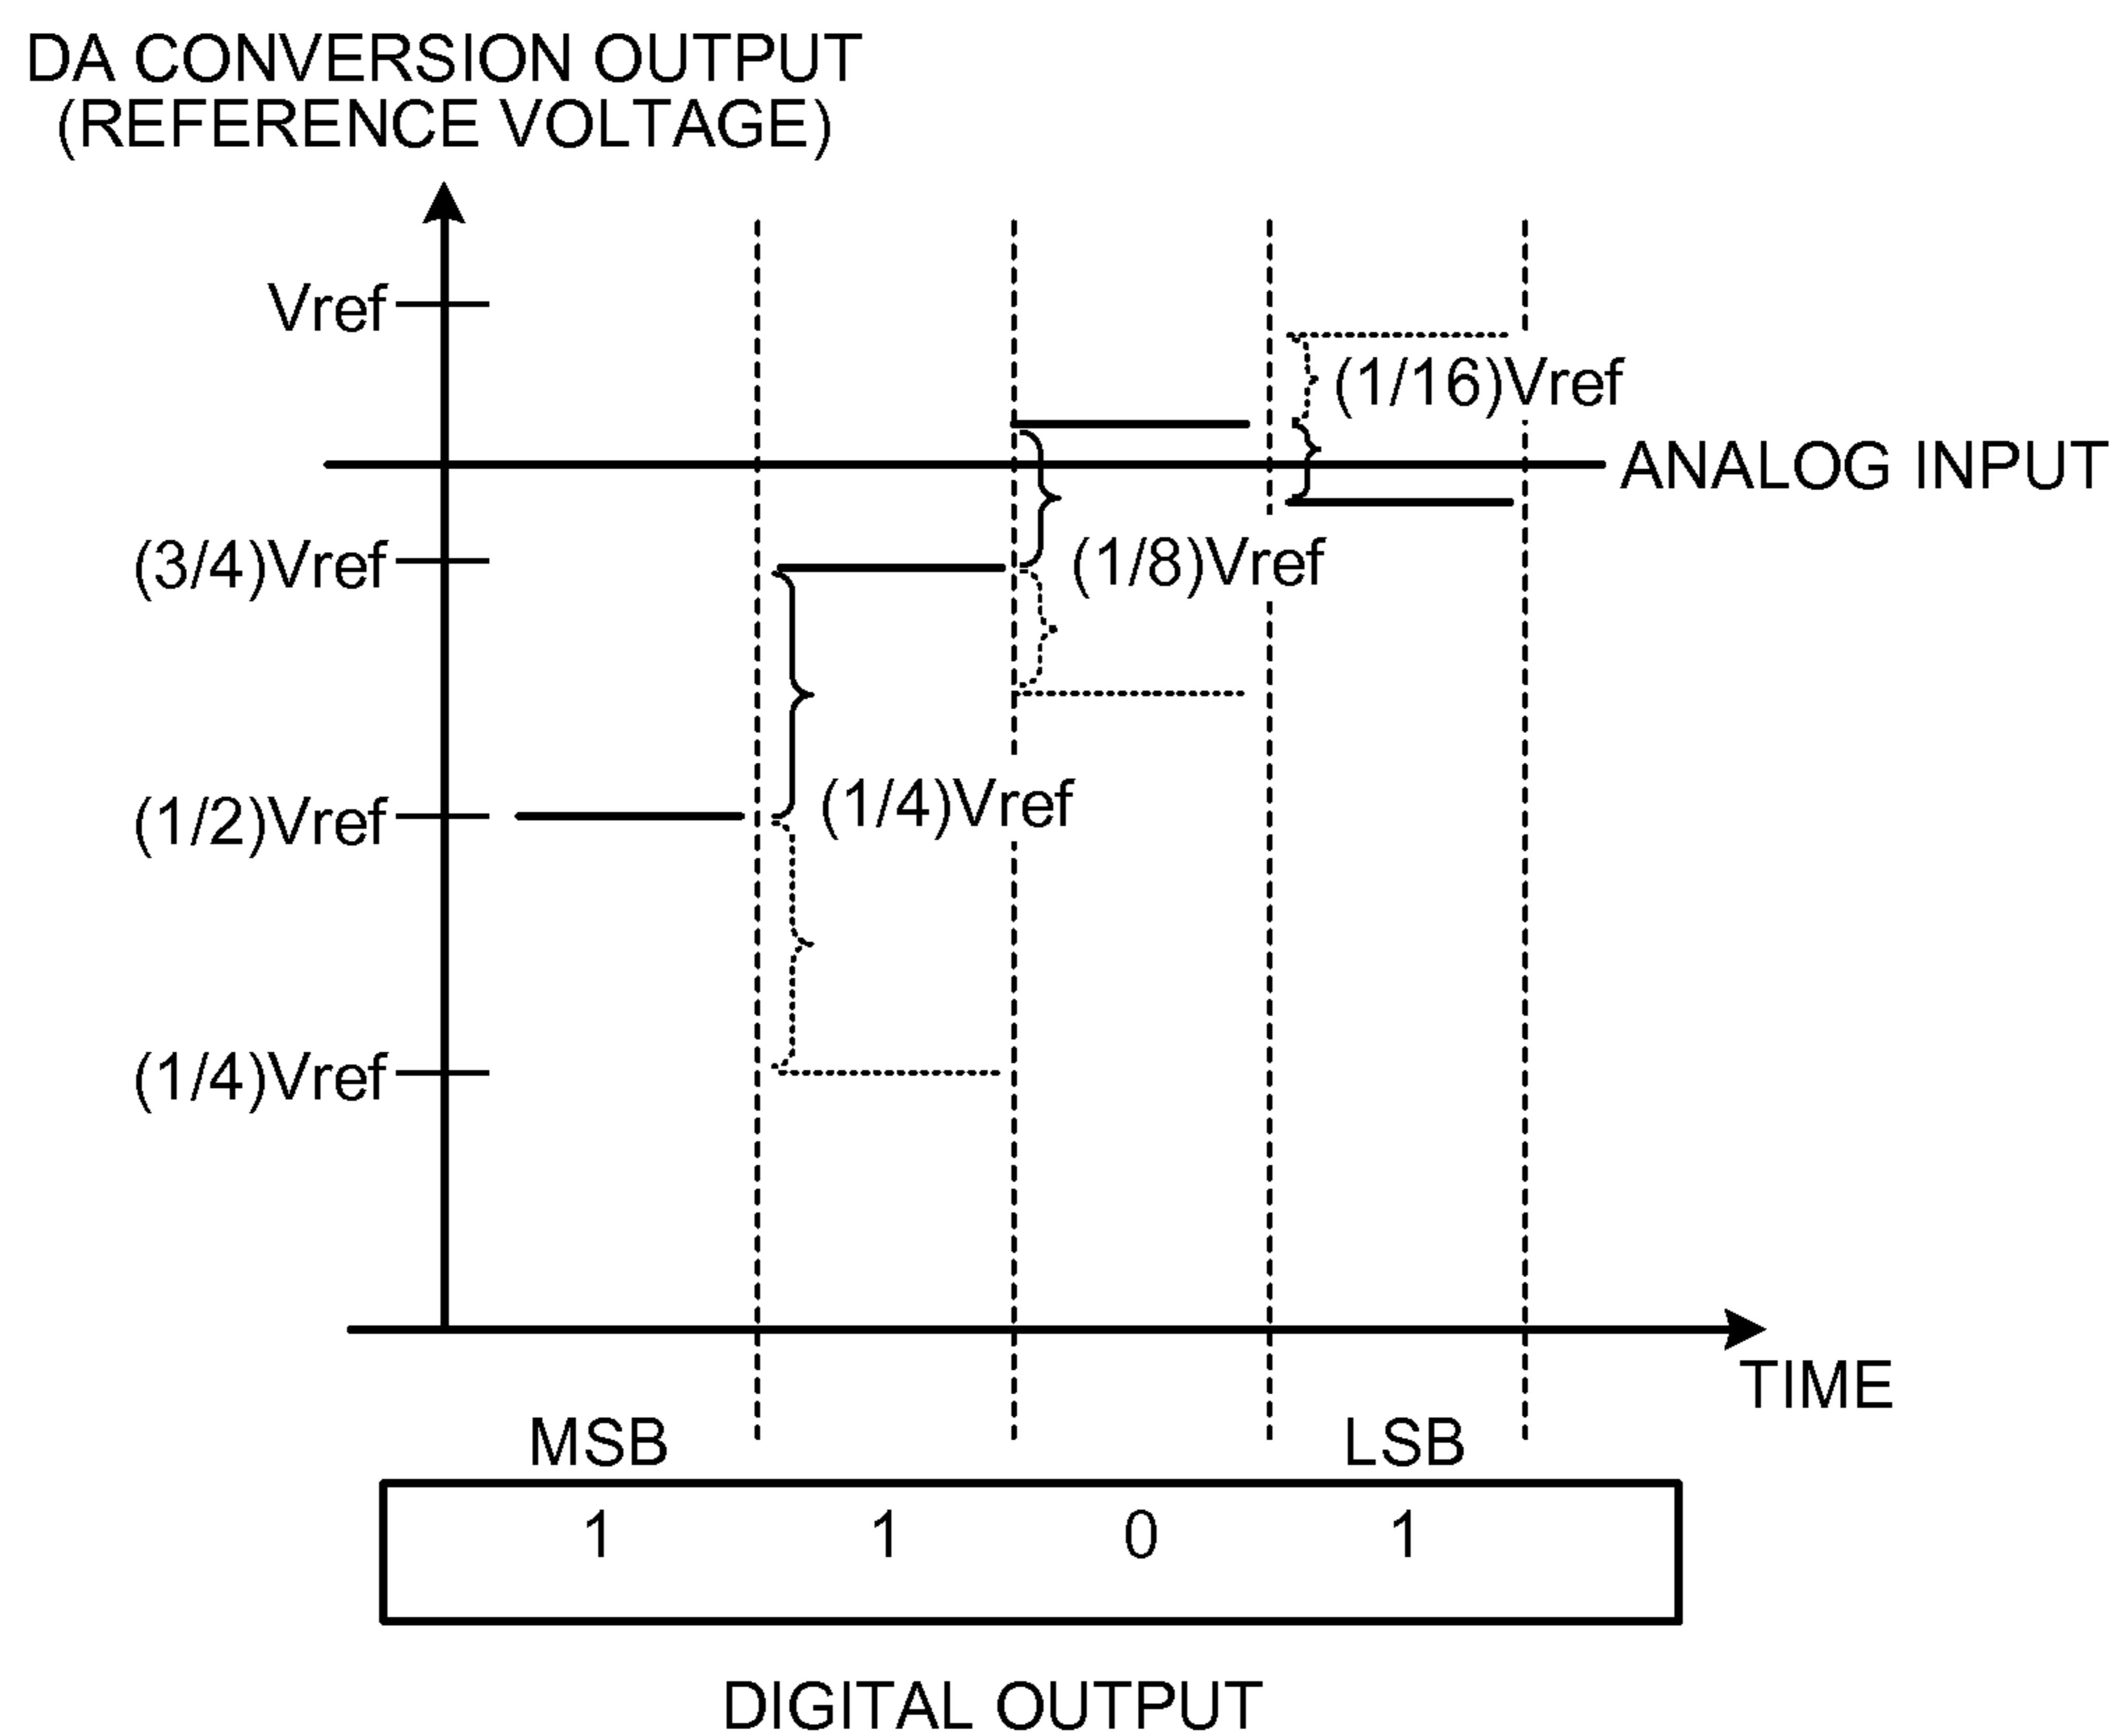 DA CONVERSION OUTPUT
(REFERENCE VOLTAGE)
Vref
(1/16)Vref
ANALOG INPUT
(3/4)Vref
(1/8)Vref
(1/2)Vref
(1/4)Vref
(1/4)Vref
TIME
MSB LSB
1 1 0 1
DIGITAL OUTPUT